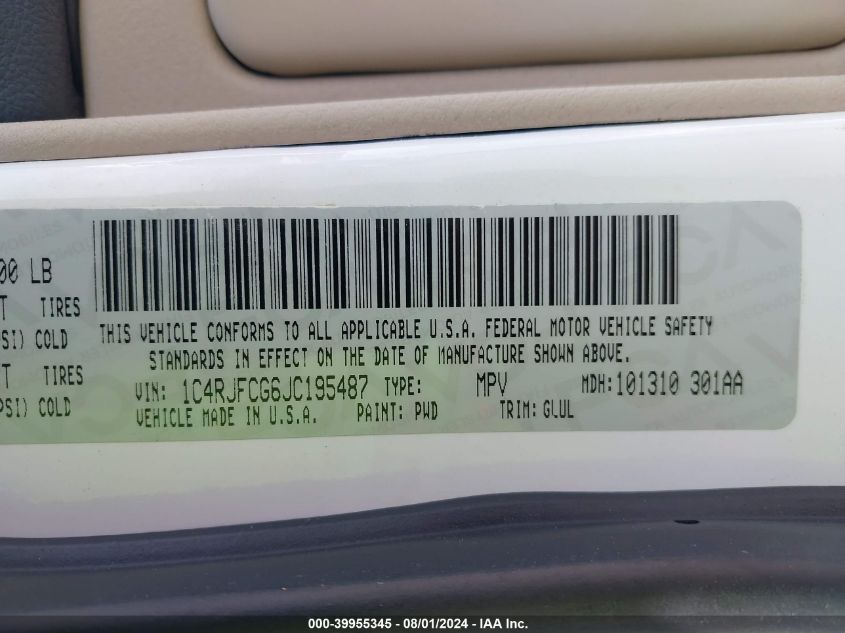 00 LB
T TIRES
PSI) COLD
THIS VEHICLE CONFORMS TO ALL APPLICABLE U.S.A. FEDERAL MOTOR VEHICLE SAFETY
STANDARDS IN EFFECT ON THE DATE OF MANUFACTURE SHOWN ABOVE.
T TIRES
PSI) COLD
VIN: 1C4RJFCG6JC195487 TYPE: MPV MDH: 101310 301AA
VEHICLE MADE IN U.S.A. PAINT: PWD TRIM: GLUL
000-39955345 - 08/01/2024 - IAA Inc.